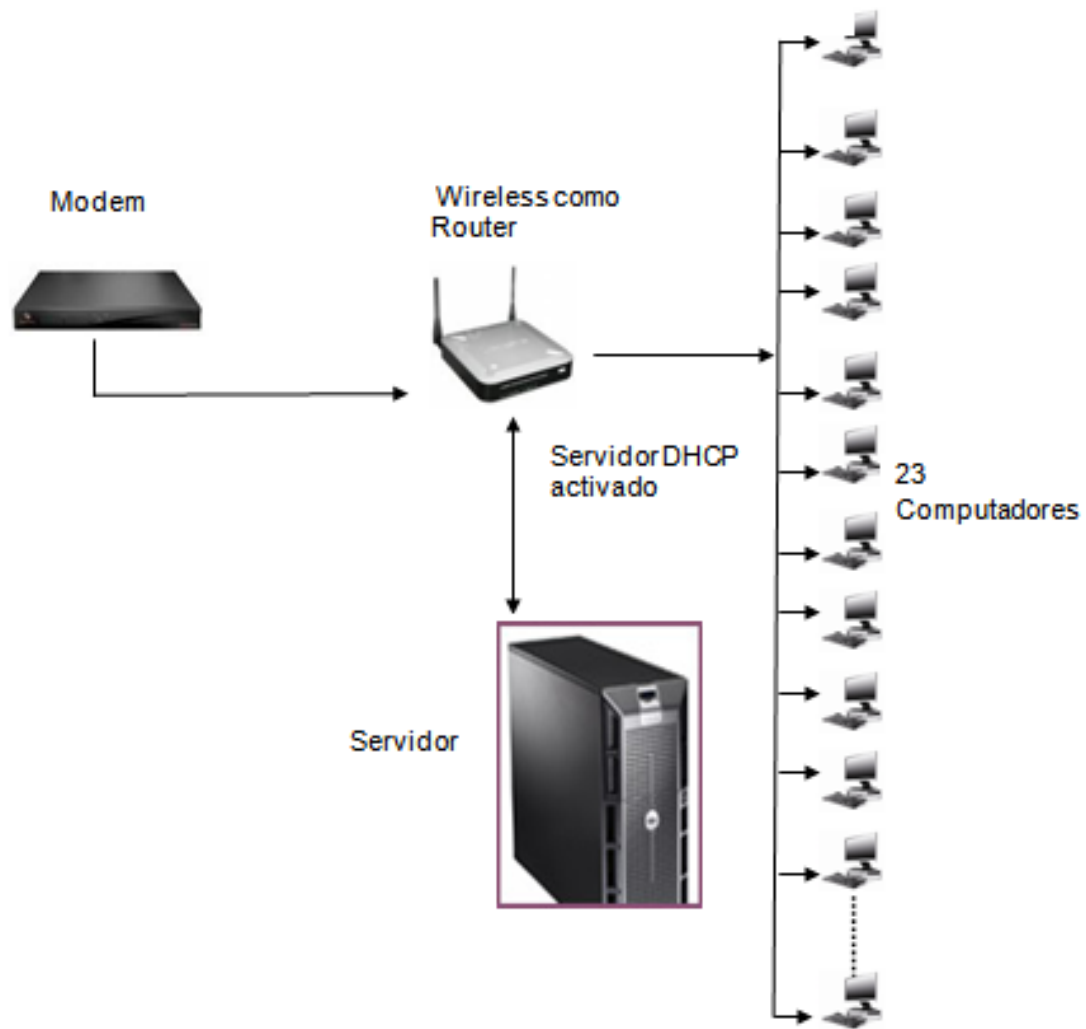 Modem
Wireless como
Router
Servidor DHCP
activado
23
Computadores
Servidor